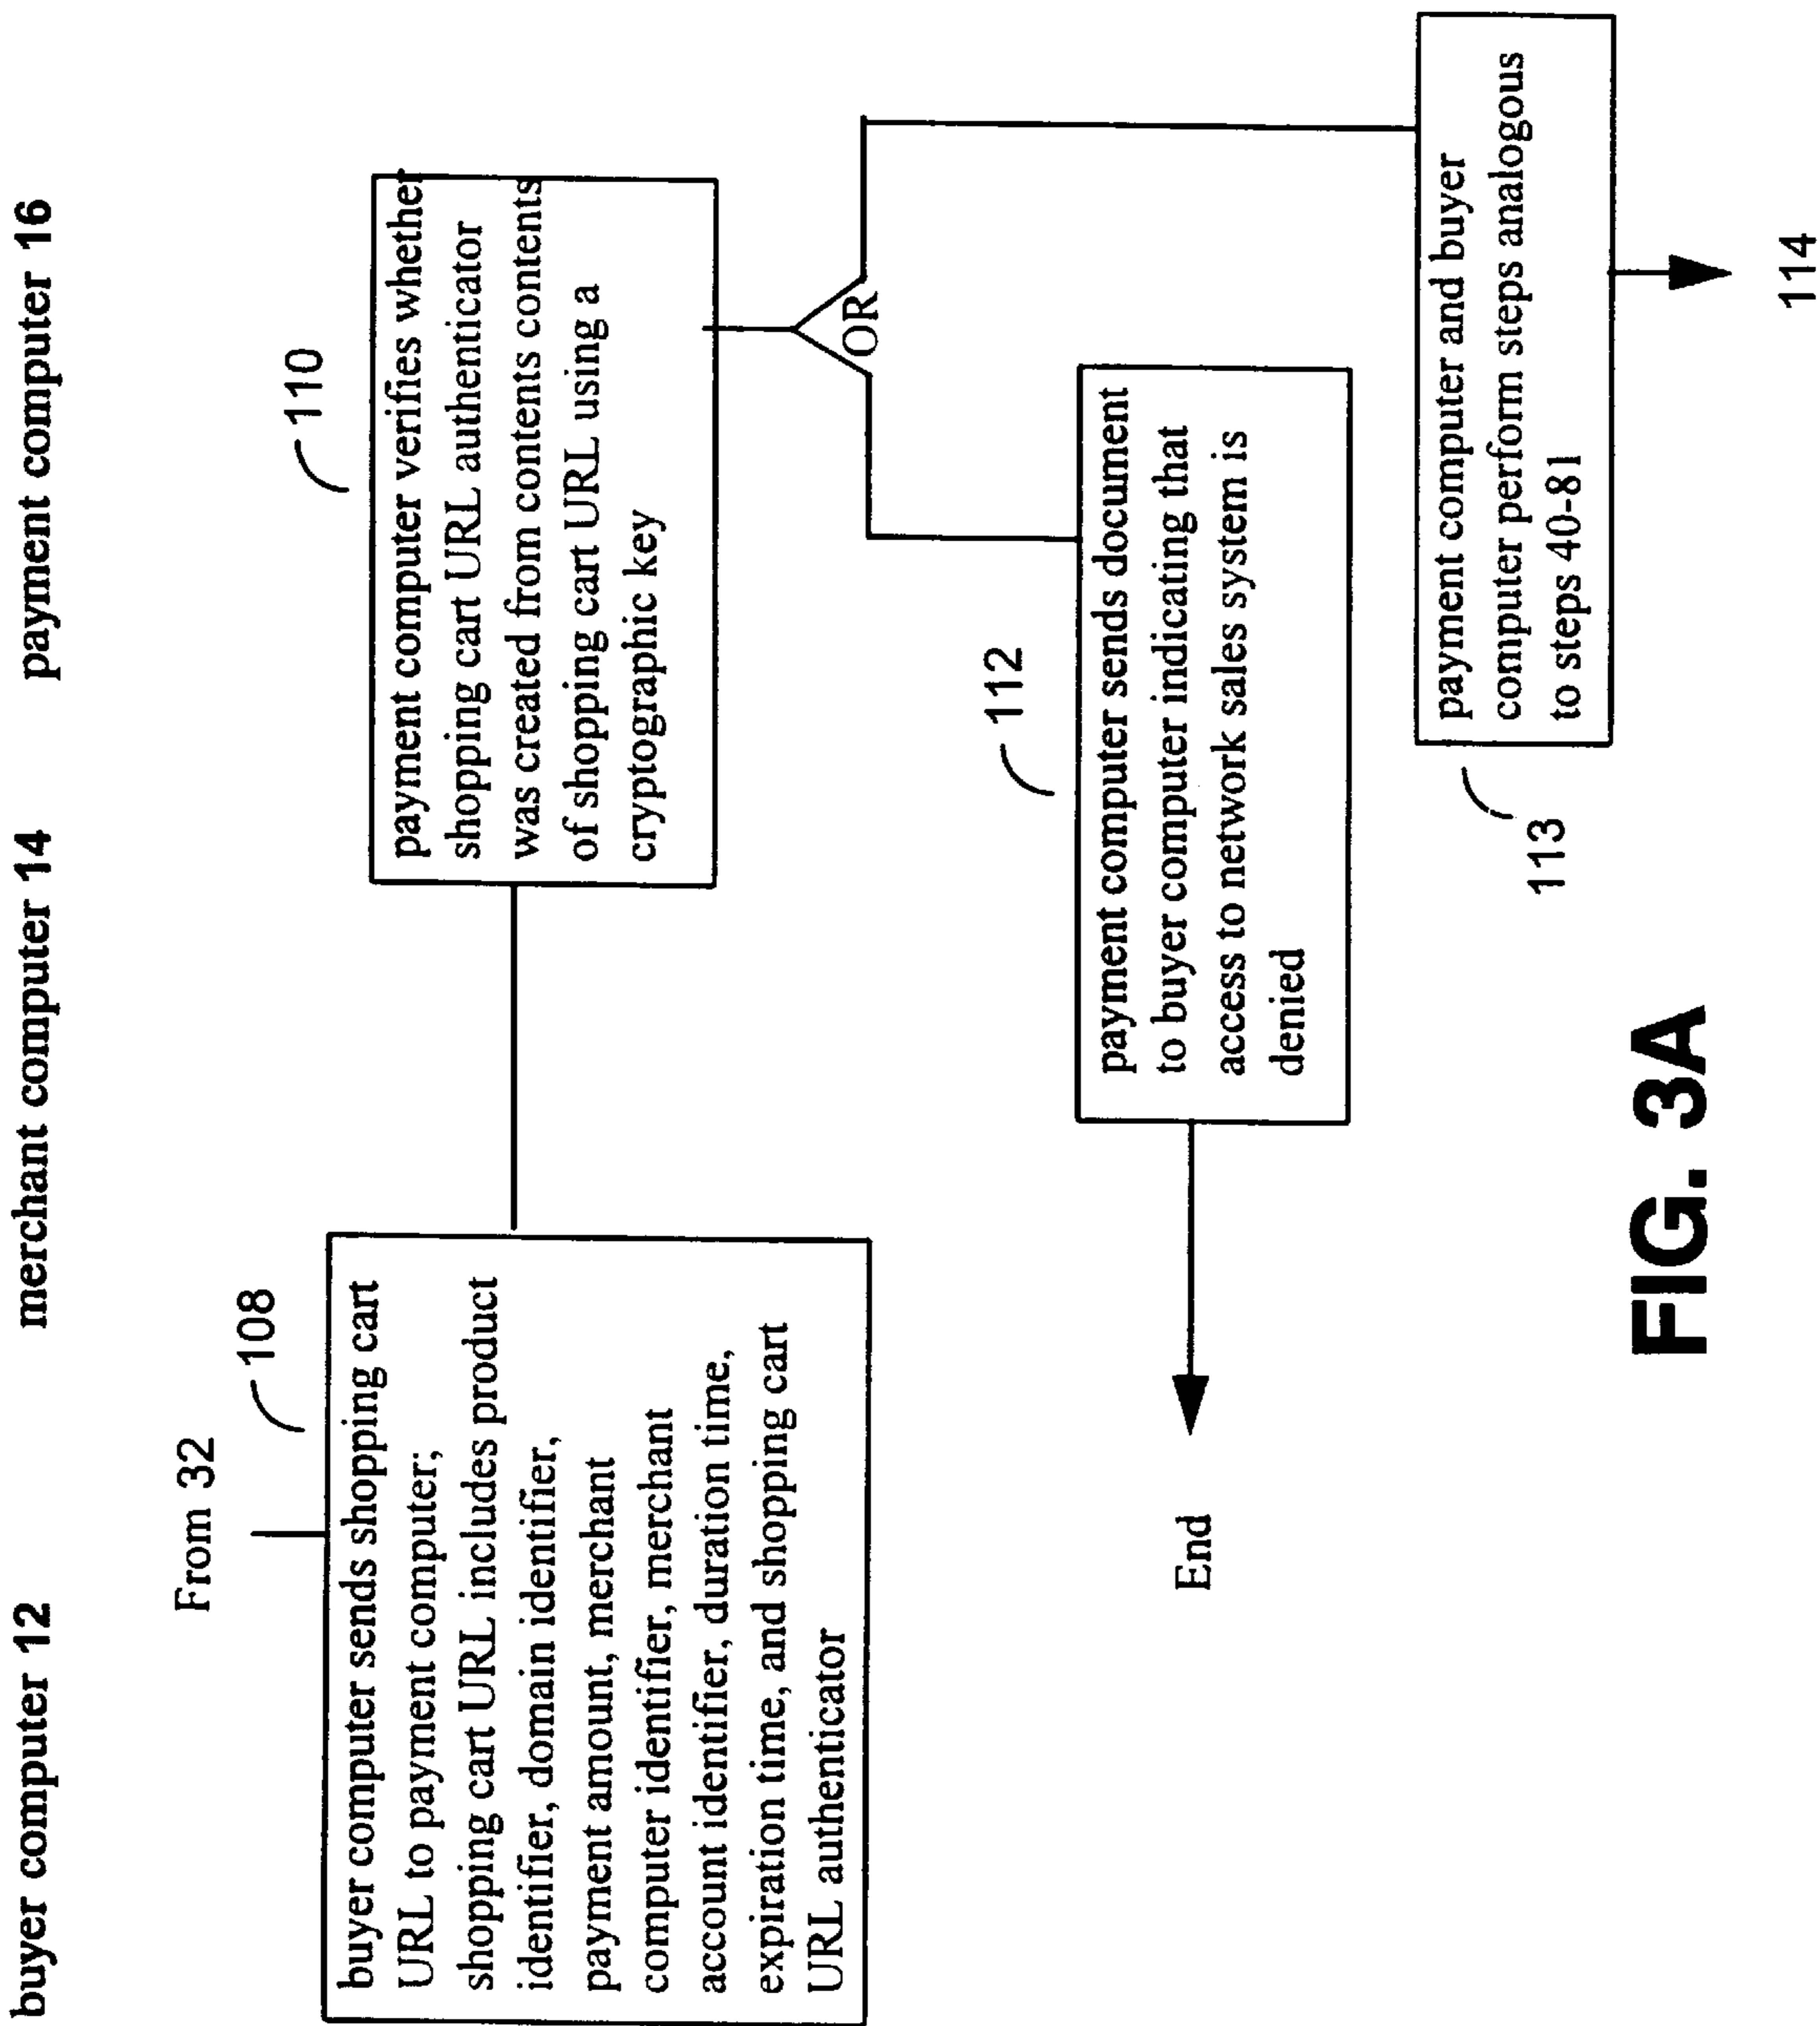 buyer computer 12
merchant computer 14
payment computer 16
From 32
108
buyer computer sends shopping cart
URL to payment computer;
shopping cart URL includes product
identifier, domain identifier,
payment amount, merchant
computer identifier, merchant
account identifier, duration time,
expiration time, and shopping cart
URL authenticator
110
payment computer verifies whether
shopping cart URL authenticator
was created from contents contents
of shopping cart URL using a
cryptographic key
OR
112
payment computer sends document
to buyer computer indicating that
access to network sales system is
denied
End
113
payment computer and buyer
computer perform steps analogous
to steps 40-81
114
FIG. 3A